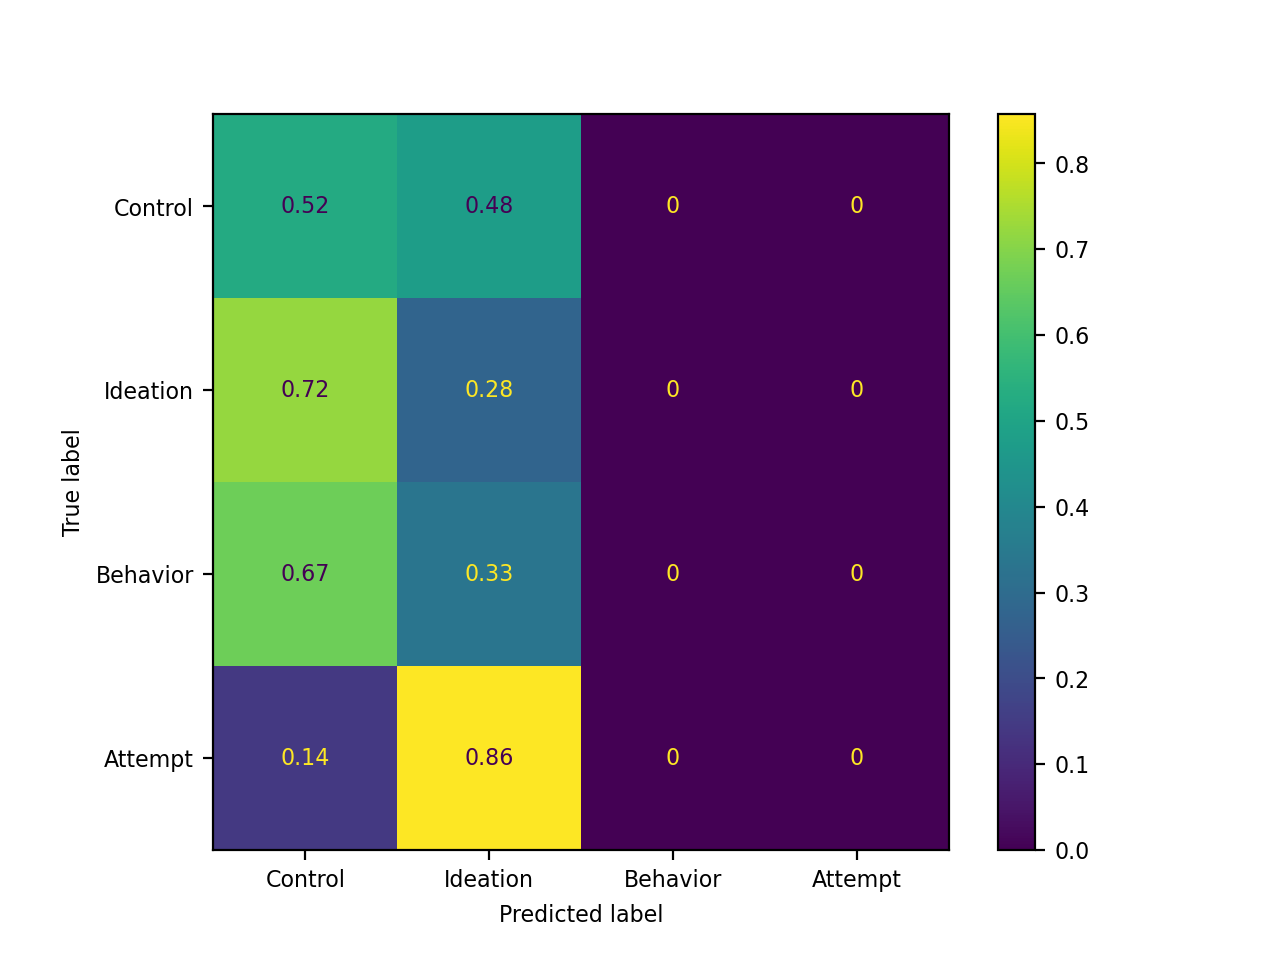 Control 0.52 0.48 0 0
Ideation 0.72 0.28 0 0
Behavior 0.67 0.33 0 0
Attempt 0.14 0.86 0 0
True label
Control Ideation Behavior Attempt
Predicted label
0.8
0.7
0.6
0.5
0.4
0.3
0.2
0.1
0.0